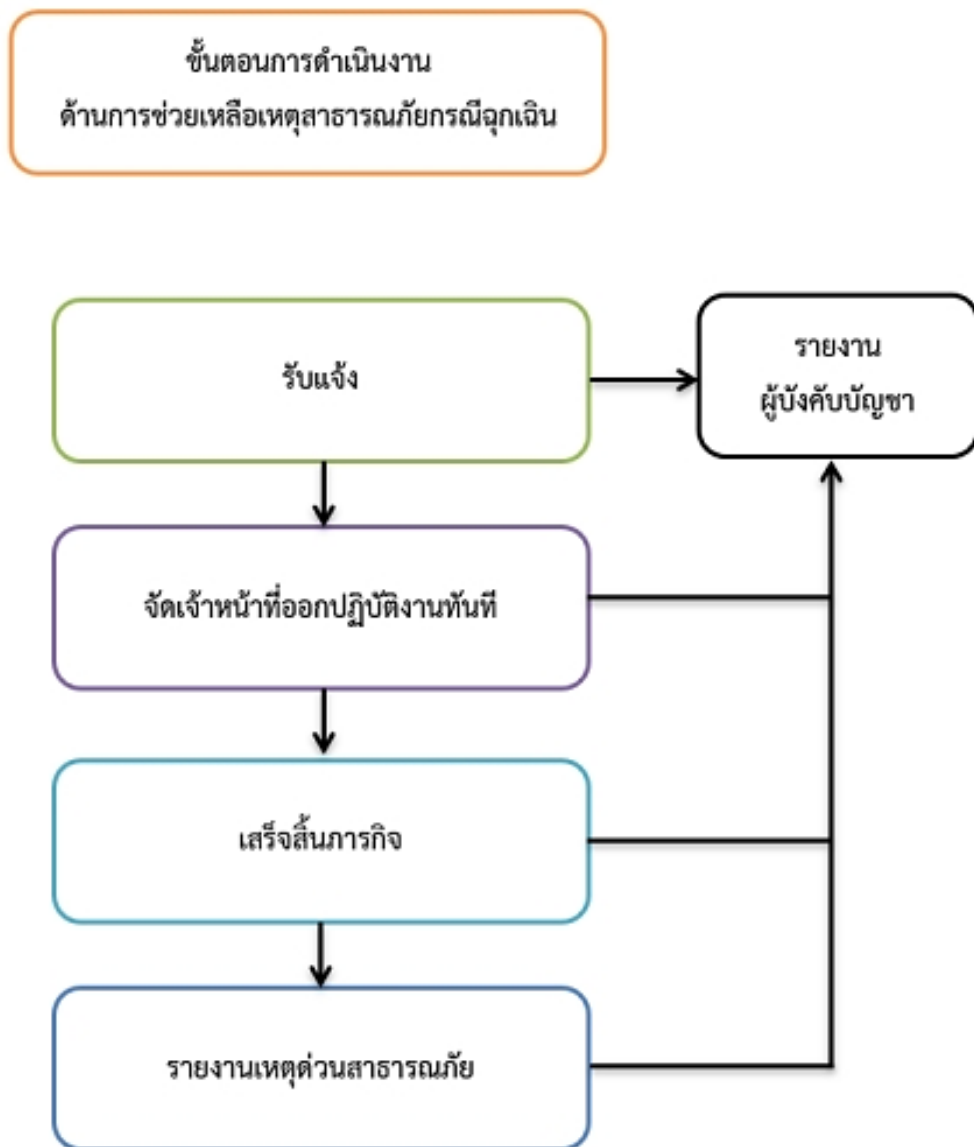 ขั้นตอนการดำเนินงาน
ด้านการช่วยเหลือเหตุสาธารณภัยกรณีฉุกเฉิน
รับแจ้ง
รายงาน
ผู้บังคับบัญชา
จัดเจ้าหน้าที่ออกปฏิบัติงานทันที
เสร็จสิ้นภารกิจ
รายงานเหตุด่วนสาธารณภัย